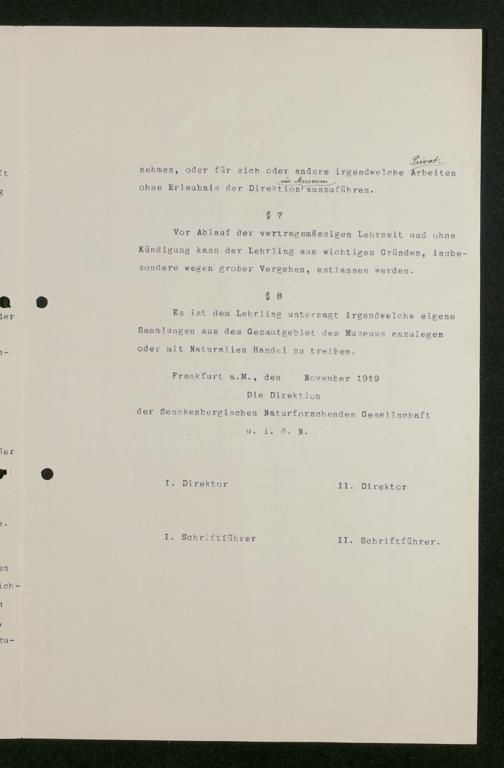 Privat-
nehmen, oder für sich oder andere irgendwelche Arbeiten
im Museum
ohne Erlaubnis der Direktion auszuführen.
§ 7
Vor Ablauf der vertragsmässigen Lehrzeit und ohne
Kündigung kann der Lehrling aus wichtigen Gründen, insbe-
sondere wegen grober Vergehen, entlassen werden.
§ 8
Es ist dem Lehrling untersagt irgendwelche eigene
Sammlungen aus dem Gesamtgebiet des Museums anzulegen
oder mit Naturalien Handel zu treiben.
Frankfurt a.M., den November 1919
Die Direktion
der Senckenbergischen Naturforschenden Gesellschaft
u. i. d. N.
I. Direktor II. Direktor
I. Schriftführer II. Schriftführer.